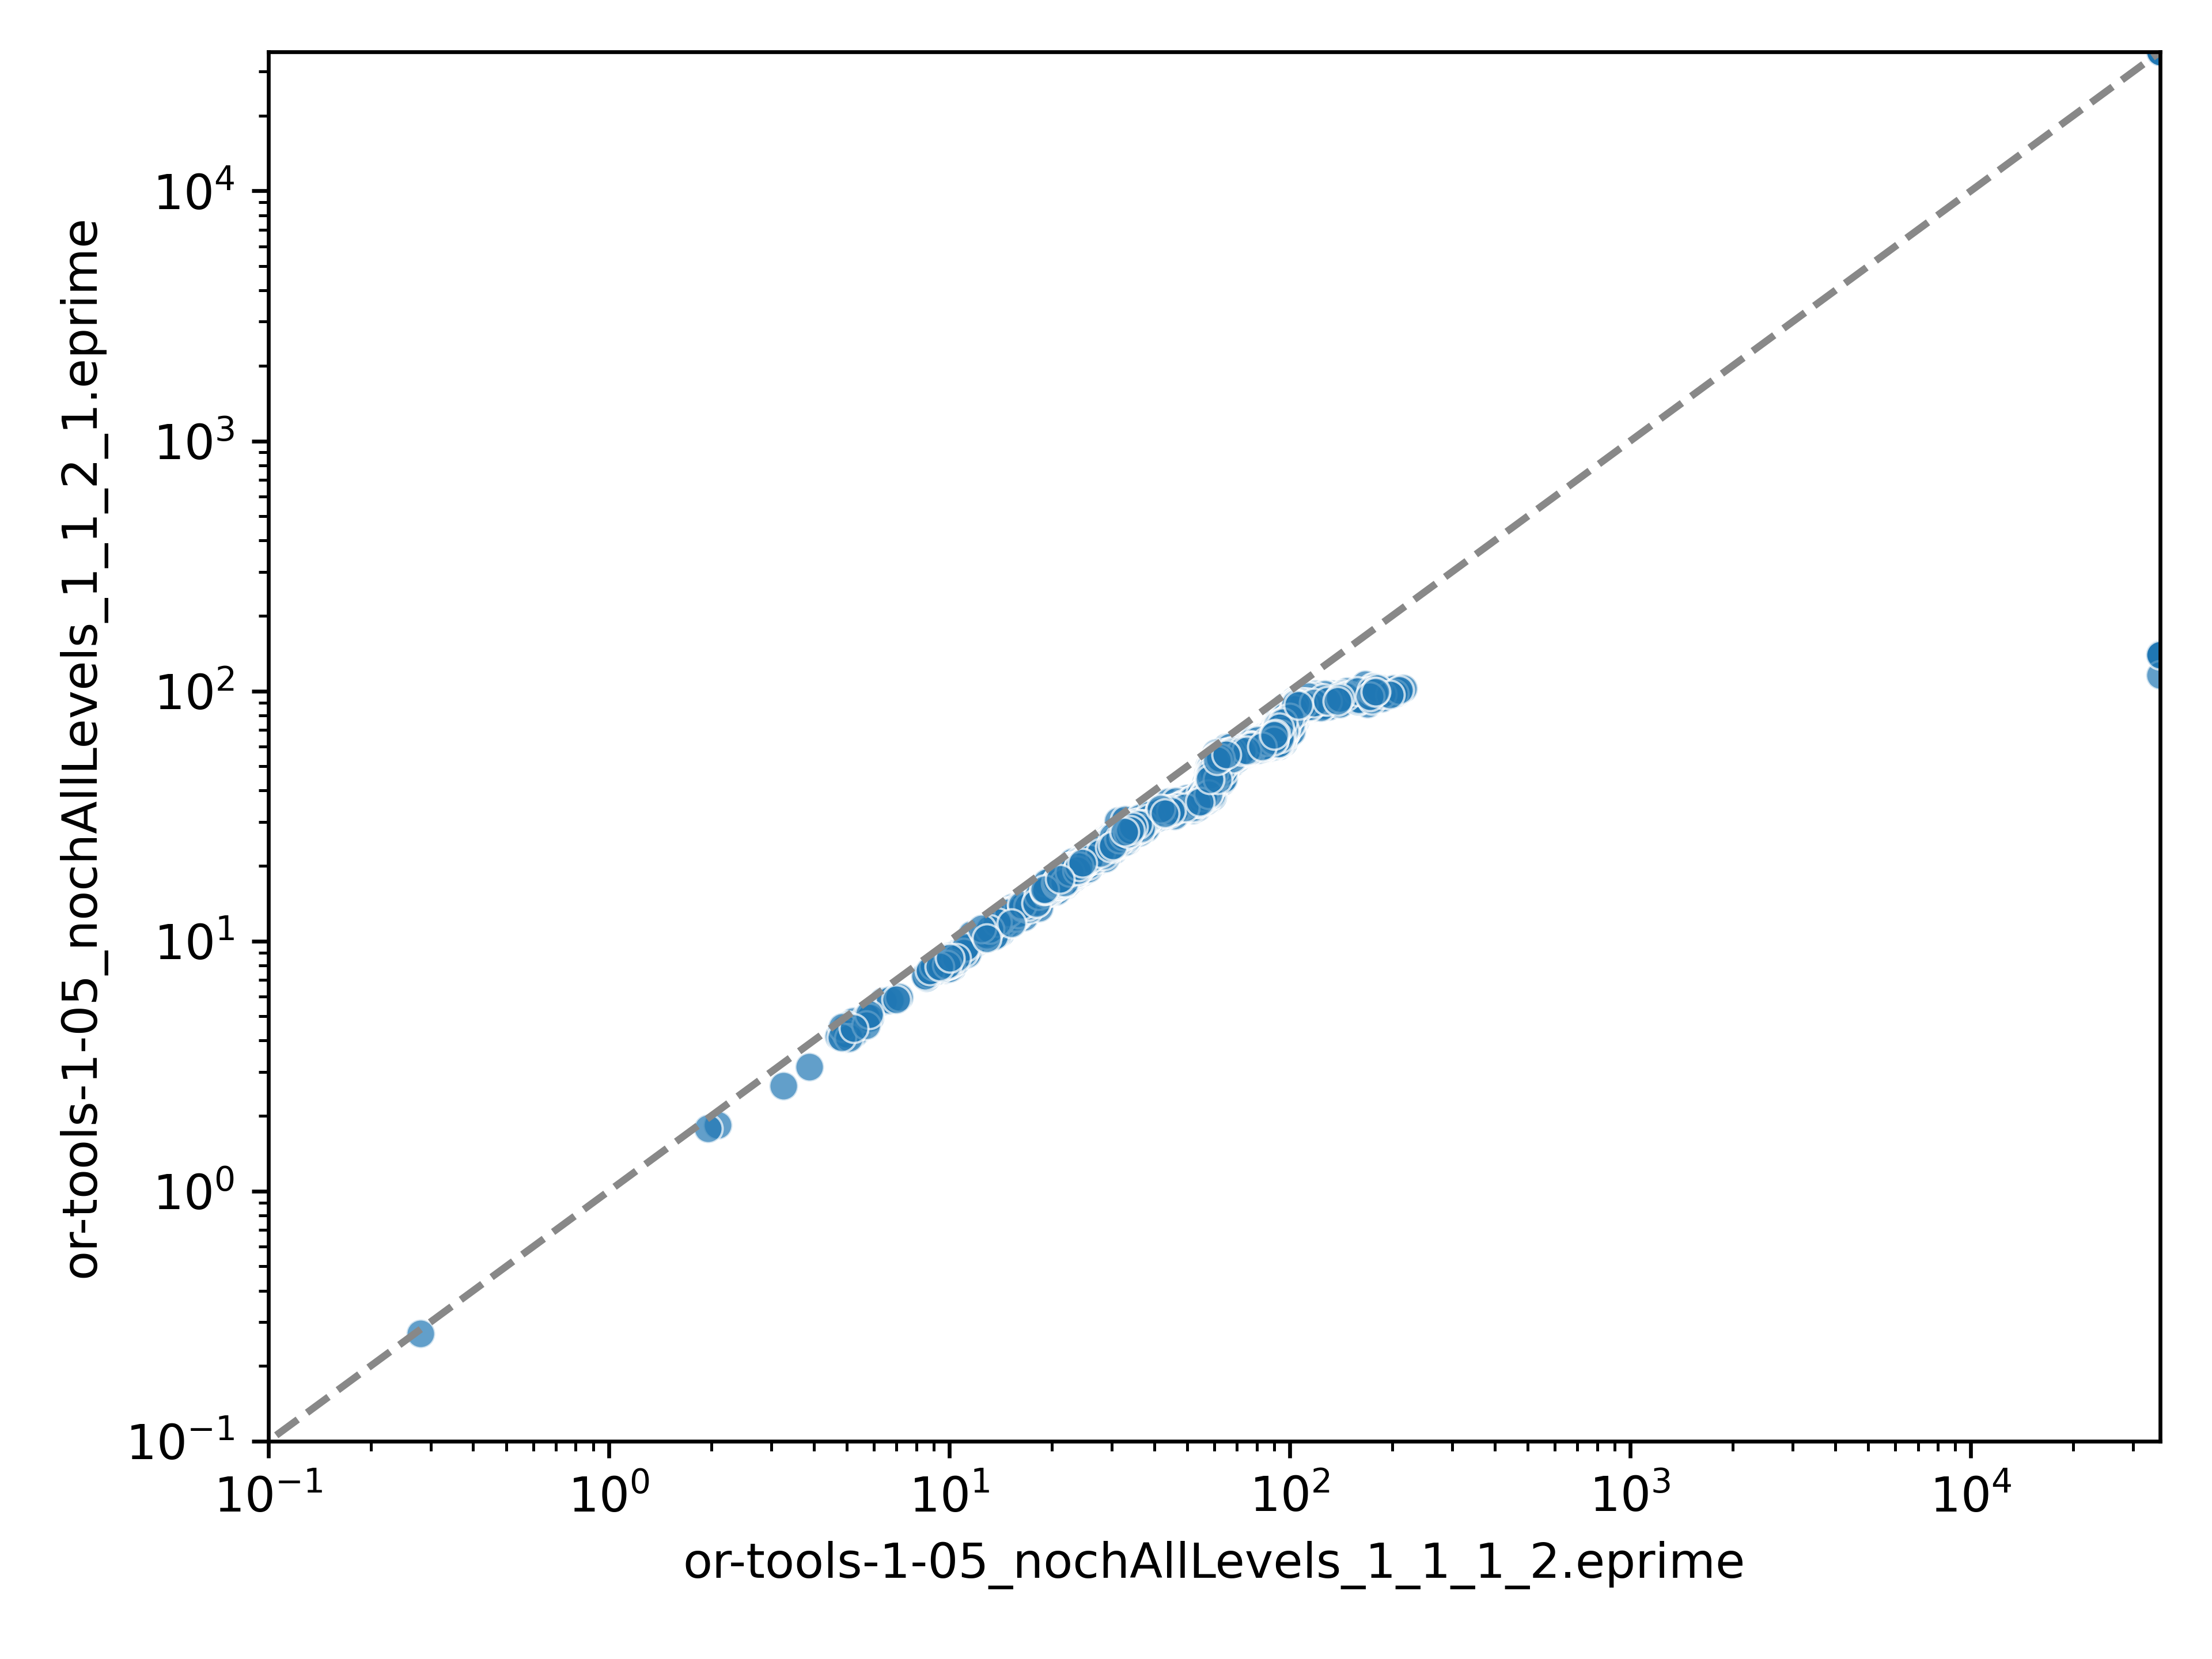 or-tools-1-05_nochAllLevels_1_1_2_1.eprime
10⁴
10³
10²
10¹
10⁰
10⁻¹
10⁻¹ 10⁰ 10¹ 10² 10³ 10⁴
or-tools-1-05_nochAllLevels_1_1_1_2.eprime